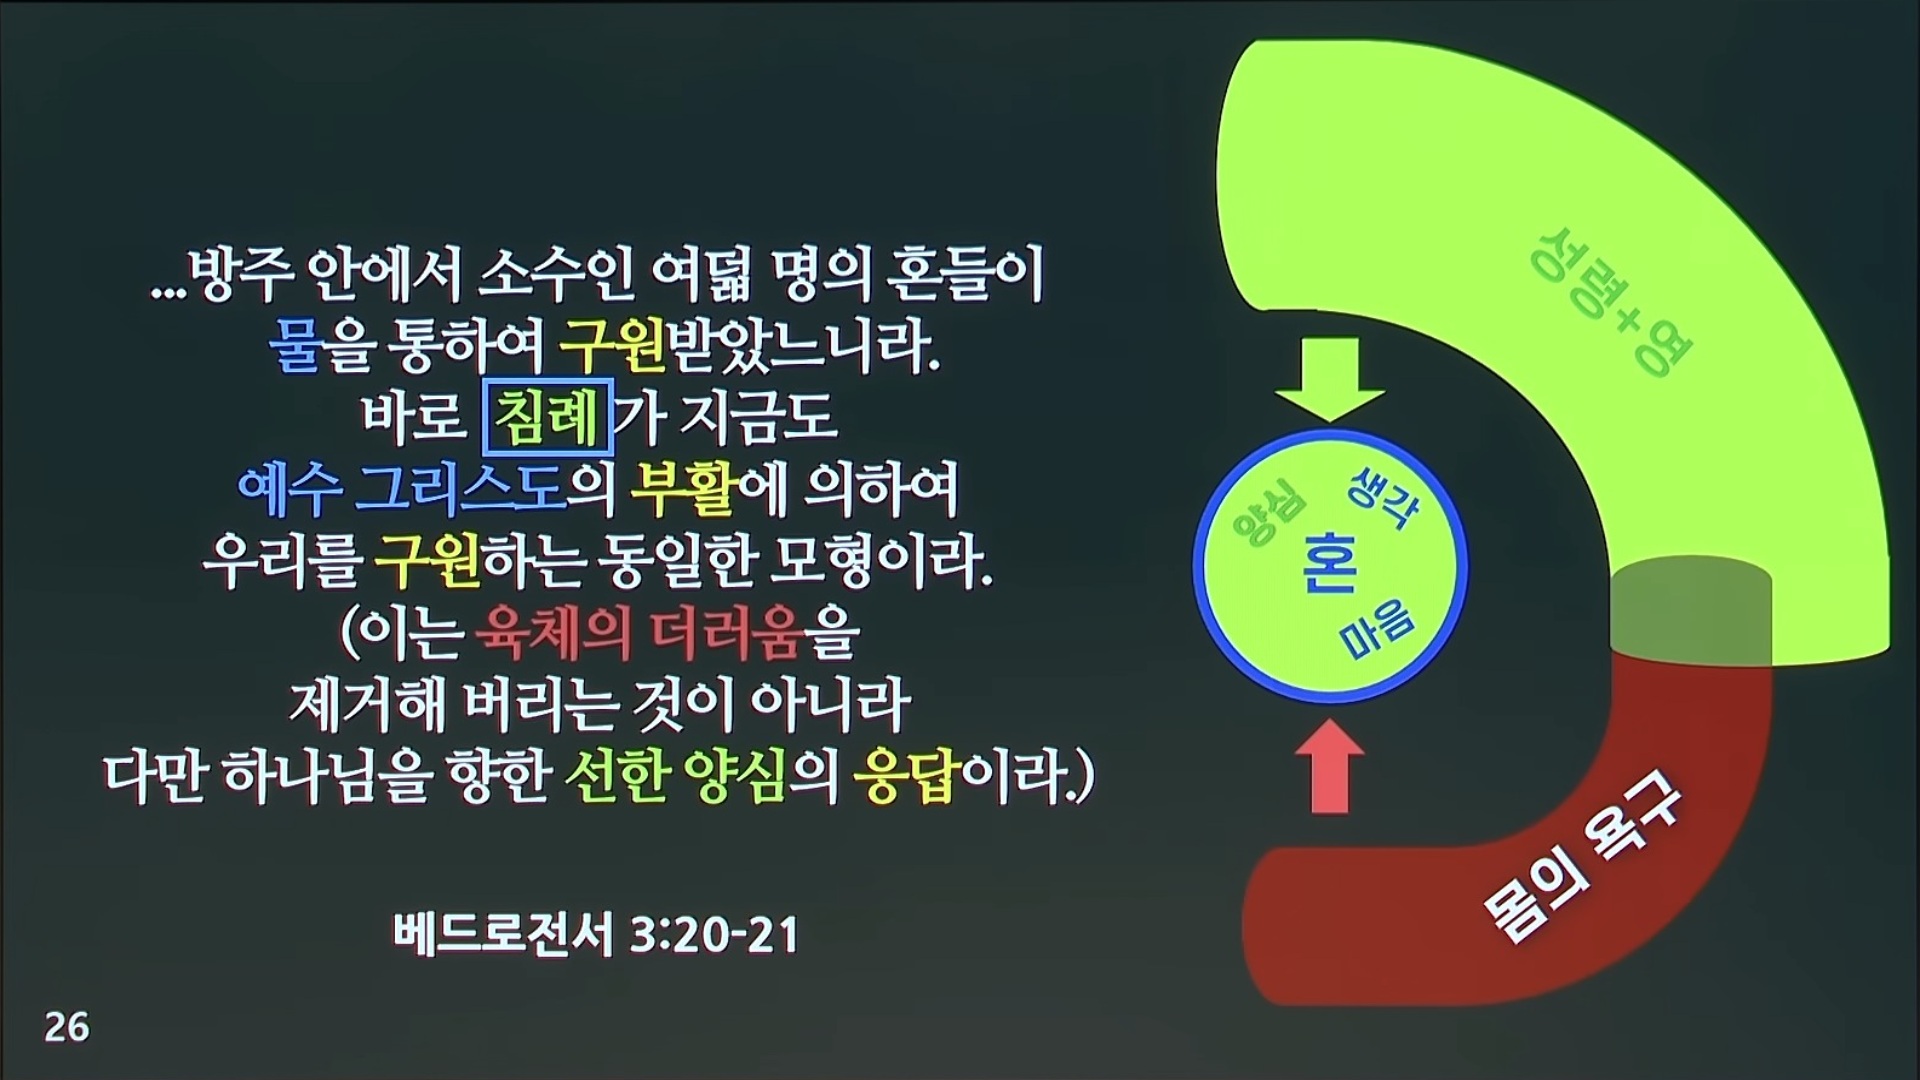 ...방주 안에서 소수인 여덟 명의 혼들이
물을 통하여 구원받았느니라.
바로 침례가 지금도
예수 그리스도의 부활에 의하여
우리를 구원하는 동일한 모형이라.
(이는 육체의 더러움을
제거해 버리는 것이 아니라
다만 하나님을 향한 선한 양심의 응답이라.)
베드로전서 3:20-21
26
성령+영
양심
생각
혼
마음
몸의 욕구